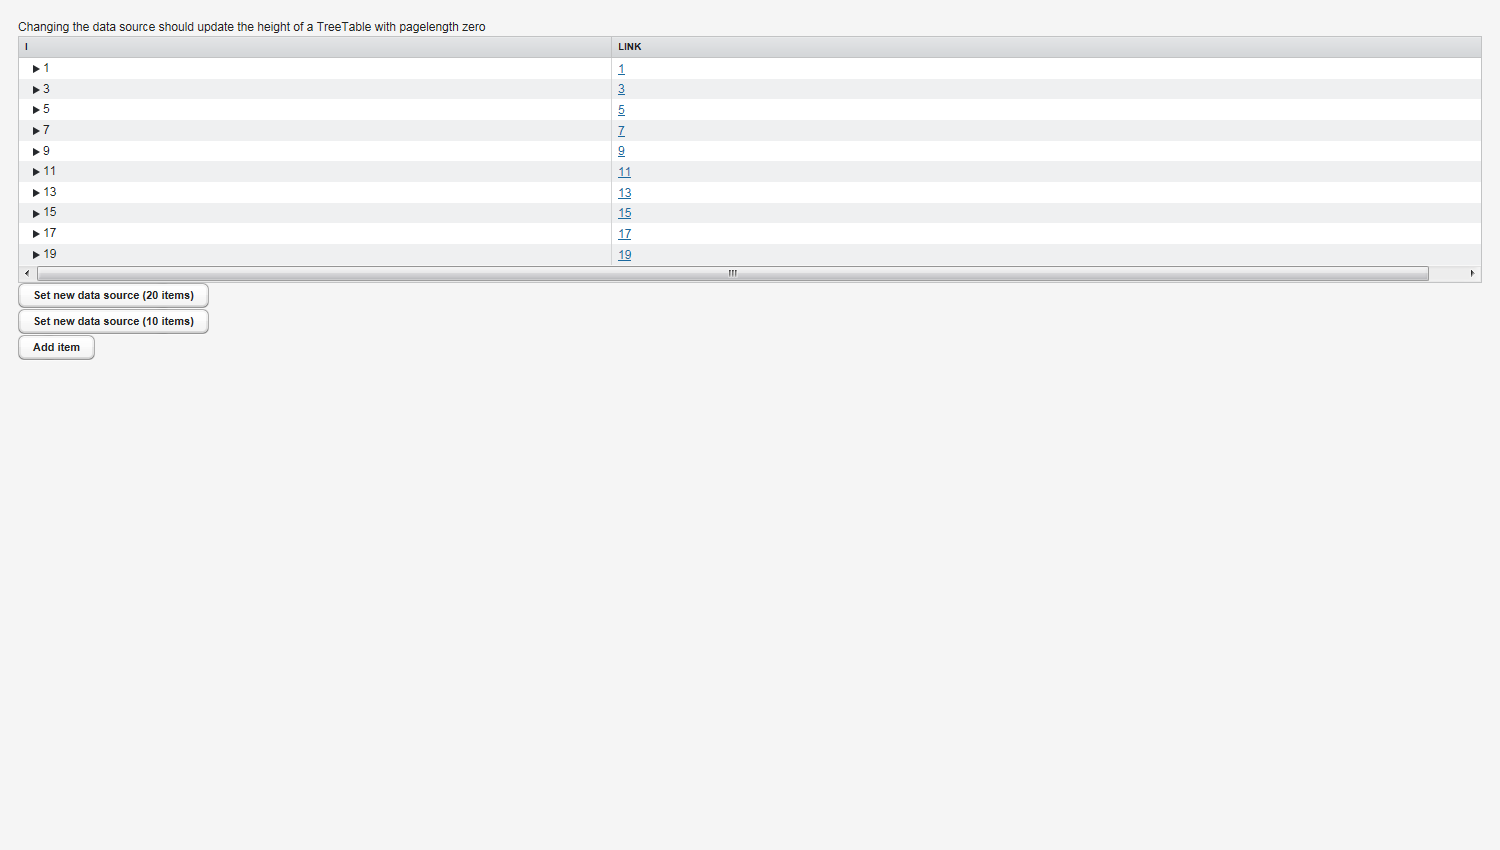 Changing the data source should update the height of a TreeTable with pagelength zero
I LINK
1 1
3 3
5 5
7 7
9 9
11 11
13 13
15 15
17 17
19 19
Set new data source (20 items)
Set new data source (10 items)
Add item